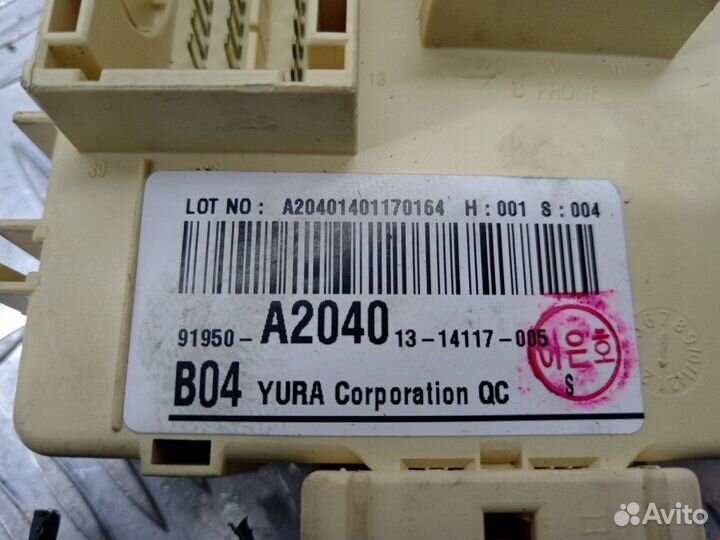 13
B FRONT
39
LOT NO : A20401401170164 H : 001 S : 004
91950- A2040 13-14117-005
B04 YURA Corporation QC S
Avito